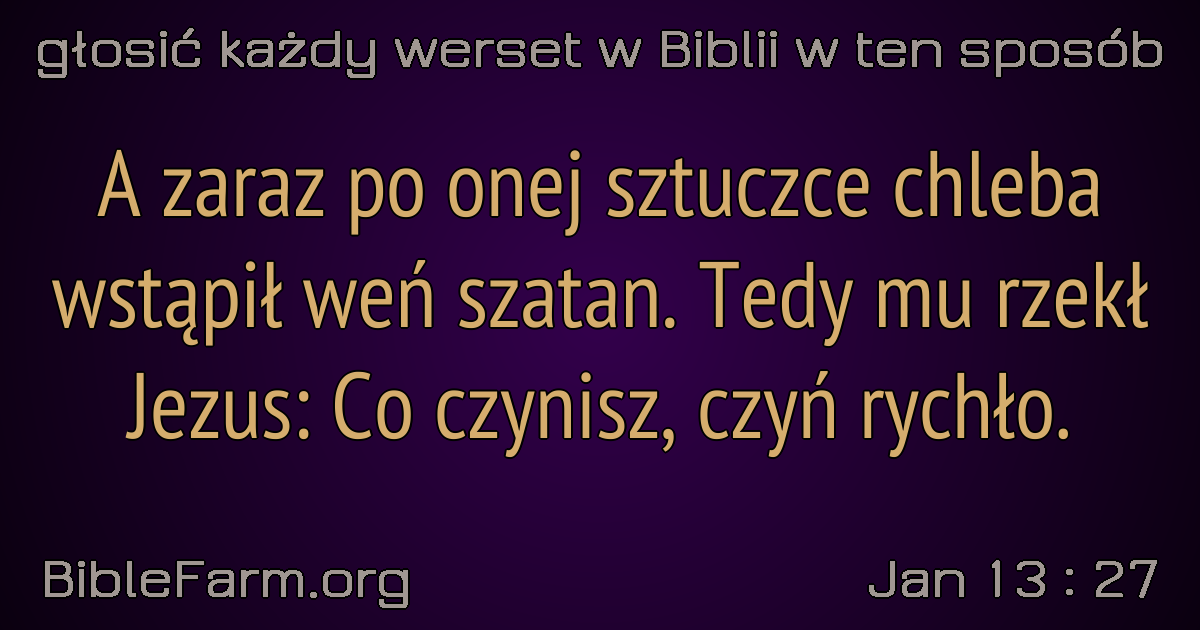 głosić każdy werset w Biblii w ten sposób
A zaraz po onej sztuczce chleba
wstąpił weń szatan. Tedy mu rzekł
Jezus: Co czynisz, czyń rychło.
BibleFarm.org
Jan 13 : 27